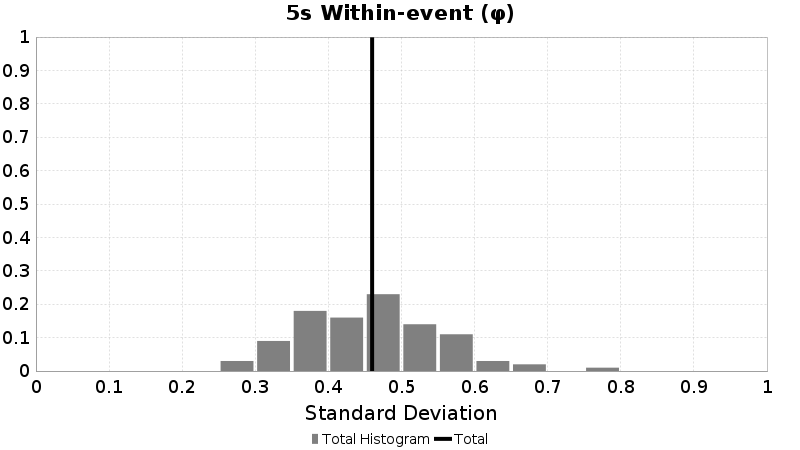 5s Within-event (φ)
1
0.9
0.8
0.7
0.6
0.5
0.4
0.3
0.2
0.1
0
0 0.1 0.2 0.3 0.4 0.5 0.6 0.7 0.8 0.9 1
Standard Deviation
Total Histogram Total